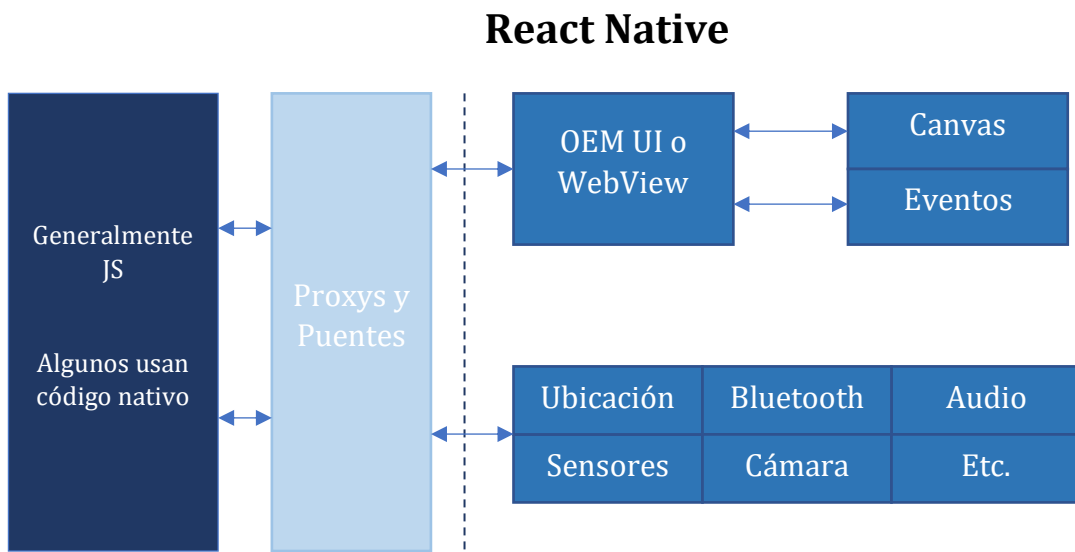 React Native
Generalmente
JS
Algunos usan
código nativo
Proxys y
Puentes
OEM UI o
WebView
Canvas
Eventos
Ubicación
Bluetooth
Audio
Sensores
Cámara
Etc.